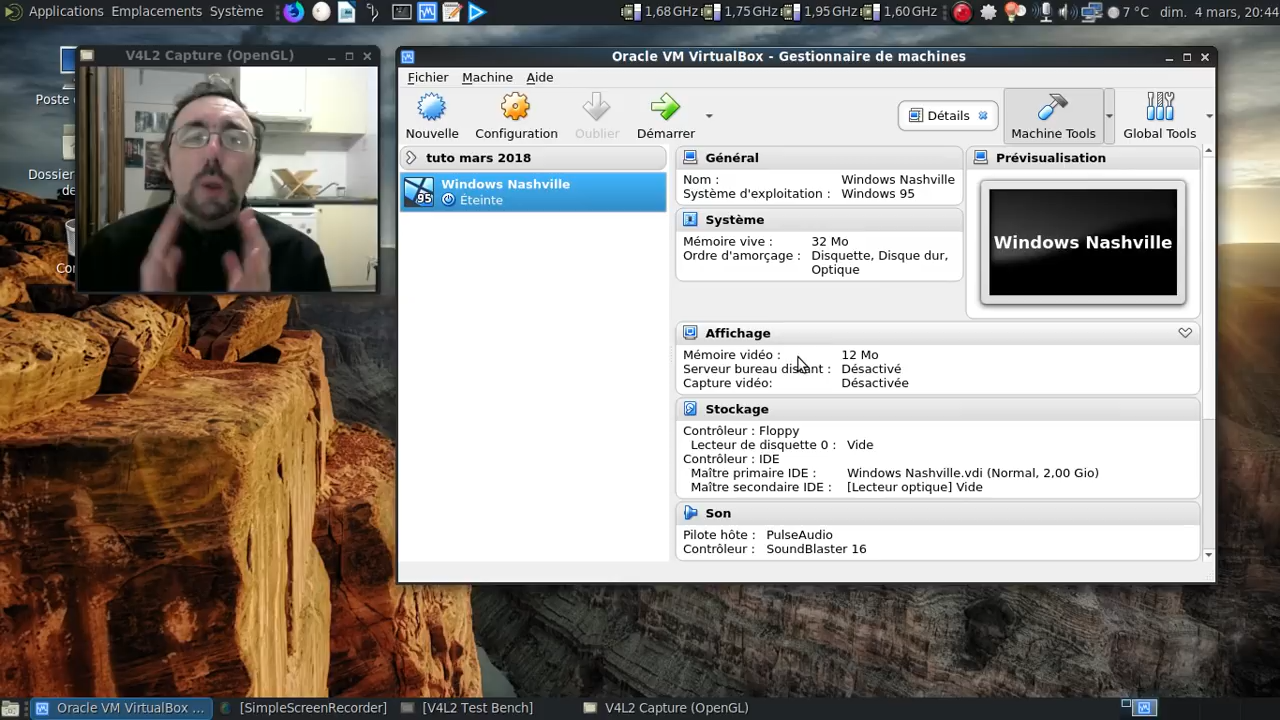 Applications Emplacements Système 1,68 GHz 1,75 GHz 1,95 GHz 1,60 GHz 7 °C dim. 4 mars, 20:44
V4L2 Capture (OpenGL)
Poste
Dossier
de
Co
Oracle VM VirtualBox - Gestionnaire de machines
Fichier Machine Aide
Nouvelle Configuration Oublier Démarrer Détails Machine Tools Global Tools
tuto mars 2018
Windows Nashville
95 Éteinte
Général
Nom : Windows Nashville
Système d'exploitation : Windows 95
Système
Mémoire vive : 32 Mo
Ordre d'amorçage : Disquette, Disque dur,
Optique
Prévisualisation
Windows Nashville
Affichage
Mémoire vidéo : 12 Mo
Serveur bureau distant : Désactivé
Capture vidéo: Désactivée
Stockage
Contrôleur : Floppy
Lecteur de disquette 0 : Vide
Contrôleur : IDE
Maître primaire IDE : Windows Nashville.vdi (Normal, 2,00 Gio)
Maître secondaire IDE : [Lecteur optique] Vide
Son
Pilote hôte : PulseAudio
Contrôleur : SoundBlaster 16
Oracle VM VirtualBox ... [SimpleScreenRecorder] [V4L2 Test Bench] V4L2 Capture (OpenGL)